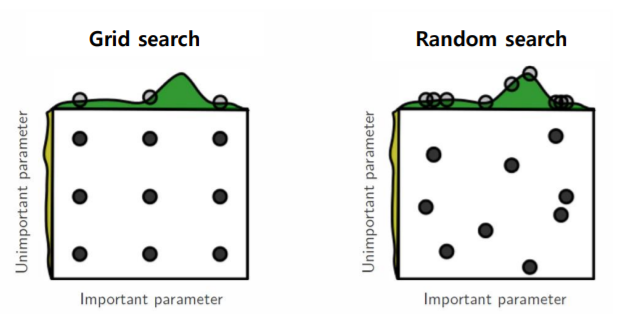 Grid search
Random search
Unimportant parameter
Important parameter
Unimportant parameter
Important parameter